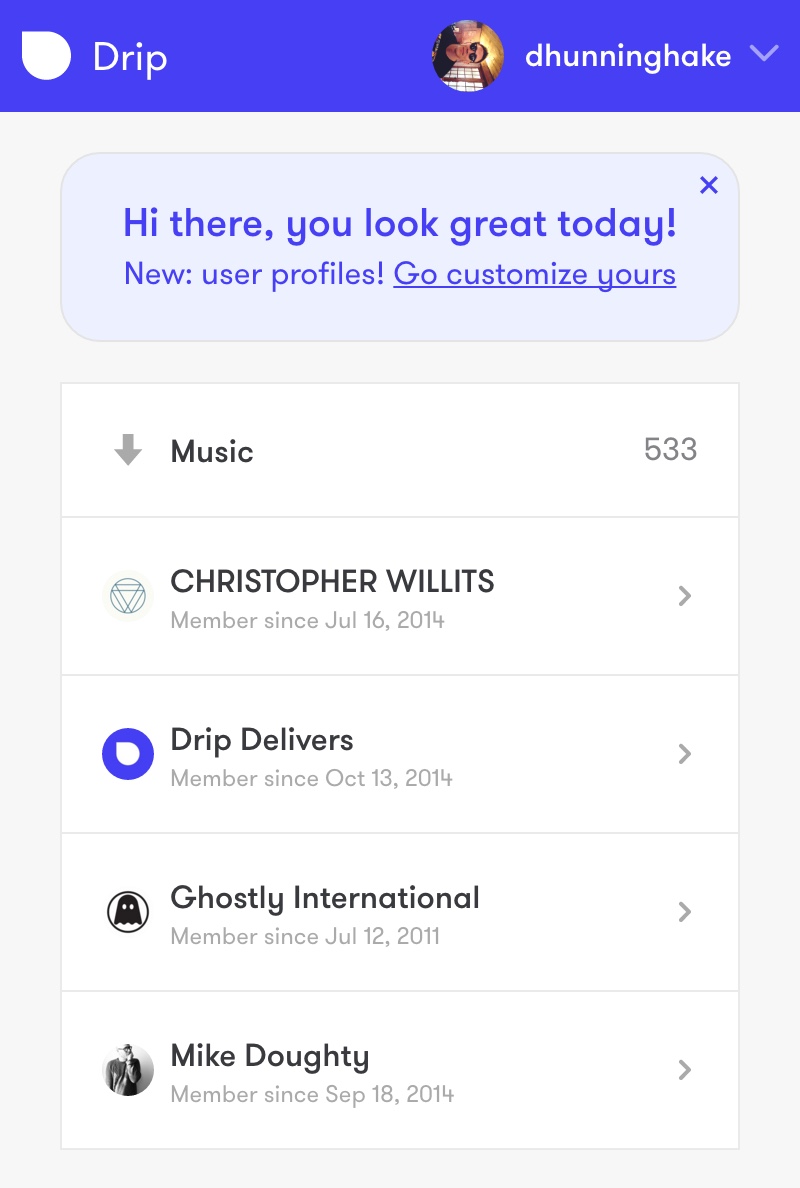 Drip
dhunninghake
Hi there, you look great today!
New: user profiles! Go customize yours
Music
533
CHRISTOPHER WILLITS
Member since Jul 16, 2014
Drip Delivers
Member since Oct 13, 2014
Ghostly International
Member since Jul 12, 2011
Mike Doughty
Member since Sep 18, 2014